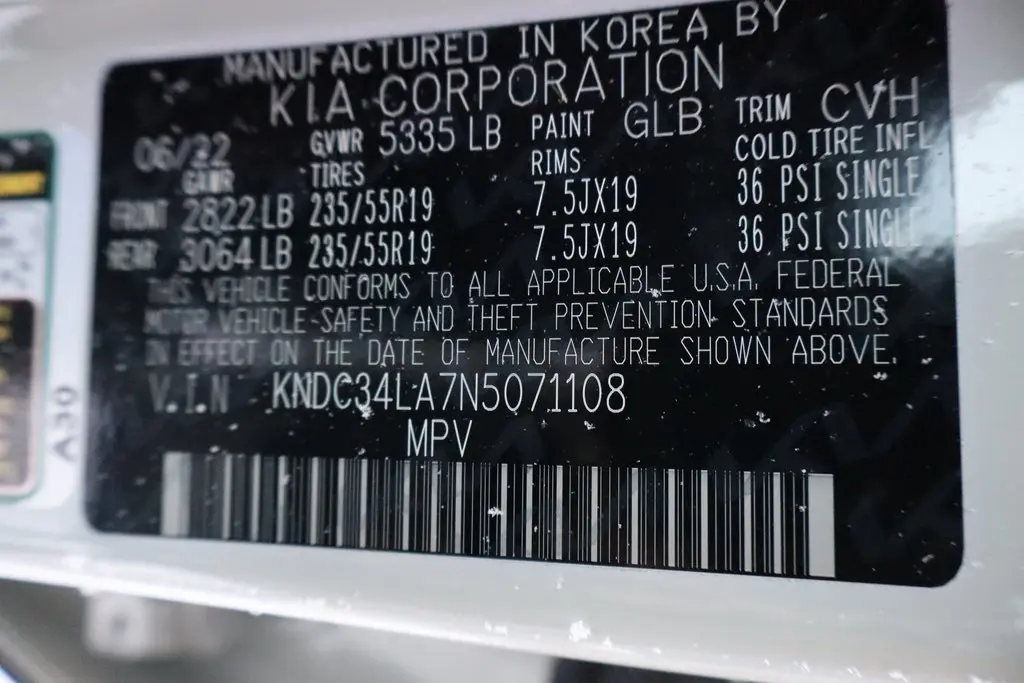 MANUFACTURED IN KOREA BY
KIA CORPORATION
06/22 GVWR 5335 LB PAINT GLB TRIM CVH
GAWR TIRES RIMS COLD TIRE INFL
FRONT 2822 LB 235/55R19 7.5JX19 36 PSI SINGLE
REAR 3064 LB 235/55R19 7.5JX19 36 PSI SINGLE
THIS VEHICLE CONFORMS TO ALL APPLICABLE U.S.A. FEDERAL
MOTOR VEHICLE SAFETY AND THEFT PREVENTION STANDARDS
IN EFFECT ON THE DATE OF MANUFACTURE SHOWN ABOVE.
V.I.N KNDC34LA7N5071108
MPV
A30